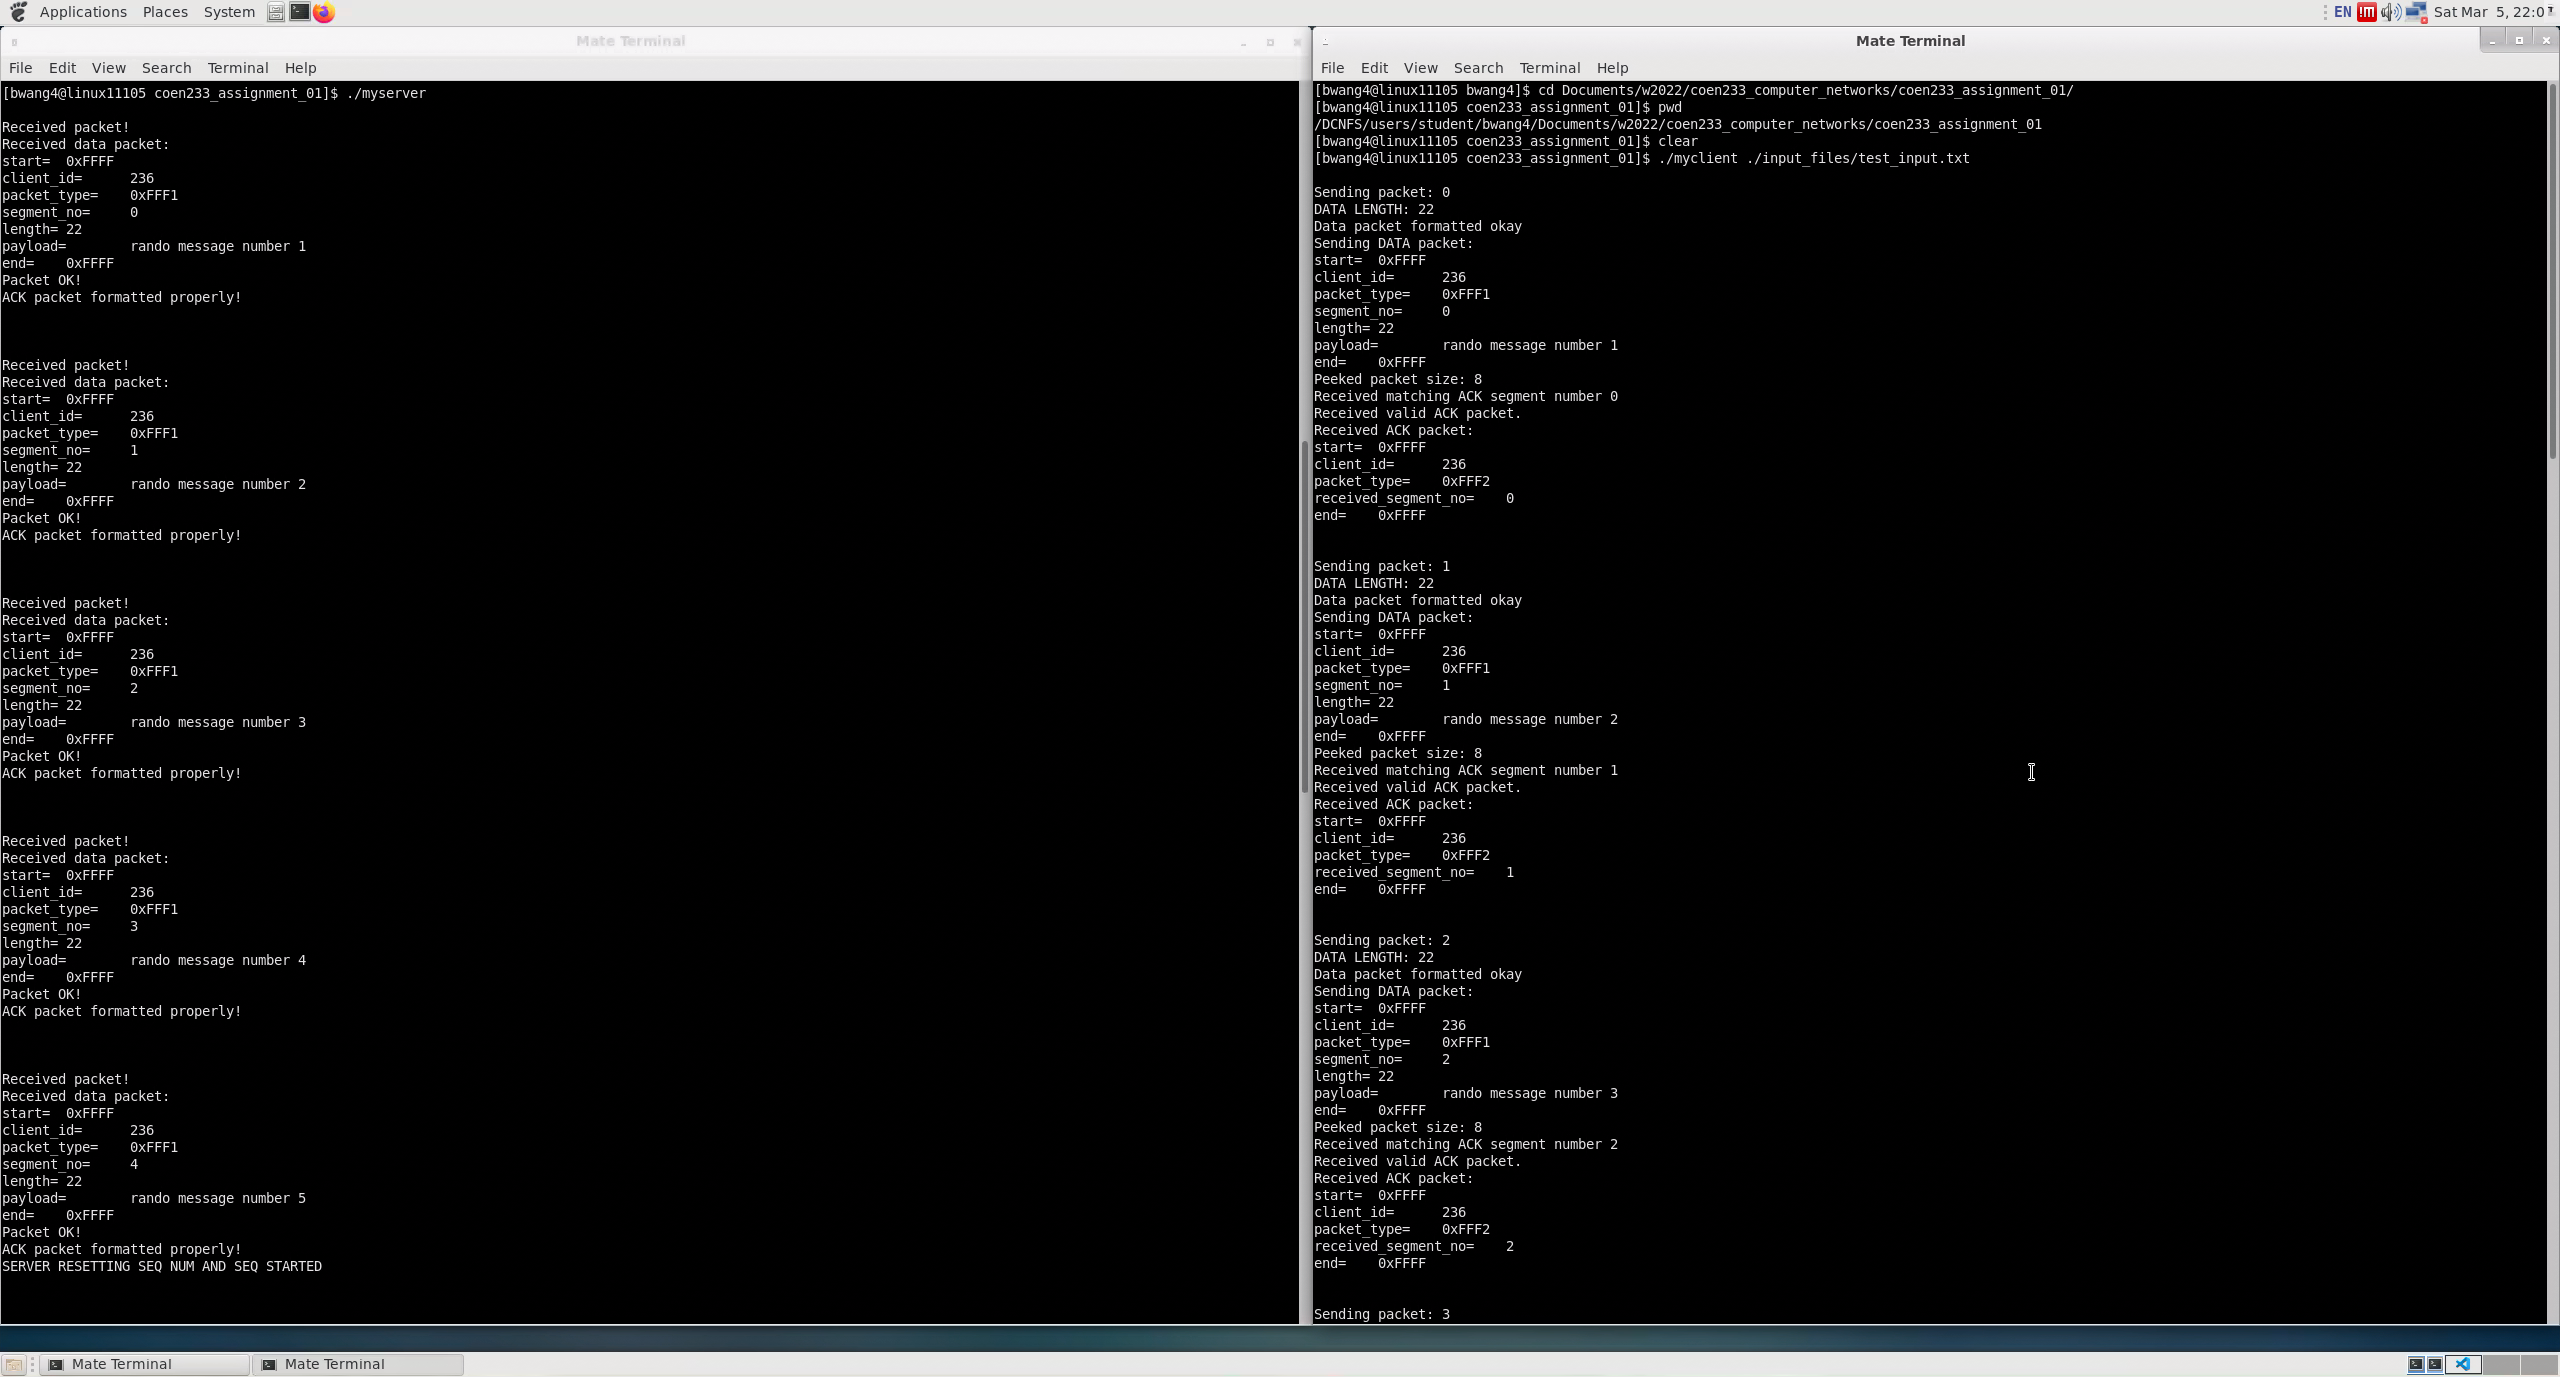 Applications Places System
EN !m Sat Mar 5, 22:0
Mate Terminal
File Edit View Search Terminal Help
[bwang4@linux11105 coen233_assignment_01]$ ./myserver
Received packet!
Received data packet:
start= 0xFFFF
client_id= 236
packet_type= 0xFFF1
segment_no= 0
length= 22
payload= rando message number 1
end= 0xFFFF
Packet OK!
ACK packet formatted properly!
Received packet!
Received data packet:
start= 0xFFFF
client_id= 236
packet_type= 0xFFF1
segment_no= 1
length= 22
payload= rando message number 2
end= 0xFFFF
Packet OK!
ACK packet formatted properly!
Received packet!
Received data packet:
start= 0xFFFF
client_id= 236
packet_type= 0xFFF1
segment_no= 2
length= 22
payload= rando message number 3
end= 0xFFFF
Packet OK!
ACK packet formatted properly!
Received packet!
Received data packet:
start= 0xFFFF
client_id= 236
packet_type= 0xFFF1
segment_no= 3
length= 22
payload= rando message number 4
end= 0xFFFF
Packet OK!
ACK packet formatted properly!
Received packet!
Received data packet:
start= 0xFFFF
client_id= 236
packet_type= 0xFFF1
segment_no= 4
length= 22
payload= rando message number 5
end= 0xFFFF
Packet OK!
ACK packet formatted properly!
SERVER RESETTING SEQ NUM AND SEQ STARTED
Mate Terminal
File Edit View Search Terminal Help
[bwang4@linux11105 bwang4]$ cd Documents/w2022/coen233_computer_networks/coen233_assignment_01/
[bwang4@linux11105 coen233_assignment_01]$ pwd
/DCNFS/users/student/bwang4/Documents/w2022/coen233_computer_networks/coen233_assignment_01
[bwang4@linux11105 coen233_assignment_01]$ clear
[bwang4@linux11105 coen233_assignment_01]$ ./myclient ./input_files/test_input.txt
Sending packet: 0
DATA LENGTH: 22
Data packet formatted okay
Sending DATA packet:
start= 0xFFFF
client_id= 236
packet_type= 0xFFF1
segment_no= 0
length= 22
payload= rando message number 1
end= 0xFFFF
Peeked packet size: 8
Received matching ACK segment number 0
Received valid ACK packet.
Received ACK packet:
start= 0xFFFF
client_id= 236
packet_type= 0xFFF2
received_segment_no= 0
end= 0xFFFF
Sending packet: 1
DATA LENGTH: 22
Data packet formatted okay
Sending DATA packet:
start= 0xFFFF
client_id= 236
packet_type= 0xFFF1
segment_no= 1
length= 22
payload= rando message number 2
end= 0xFFFF
Peeked packet size: 8
Received matching ACK segment number 1
Received valid ACK packet.
Received ACK packet:
start= 0xFFFF
client_id= 236
packet_type= 0xFFF2
received_segment_no= 1
end= 0xFFFF
Sending packet: 2
DATA LENGTH: 22
Data packet formatted okay
Sending DATA packet:
start= 0xFFFF
client_id= 236
packet_type= 0xFFF1
segment_no= 2
length= 22
payload= rando message number 3
end= 0xFFFF
Peeked packet size: 8
Received matching ACK segment number 2
Received valid ACK packet.
Received ACK packet:
start= 0xFFFF
client_id= 236
packet_type= 0xFFF2
received_segment_no= 2
end= 0xFFFF
Sending packet: 3
Mate Terminal
Mate Terminal